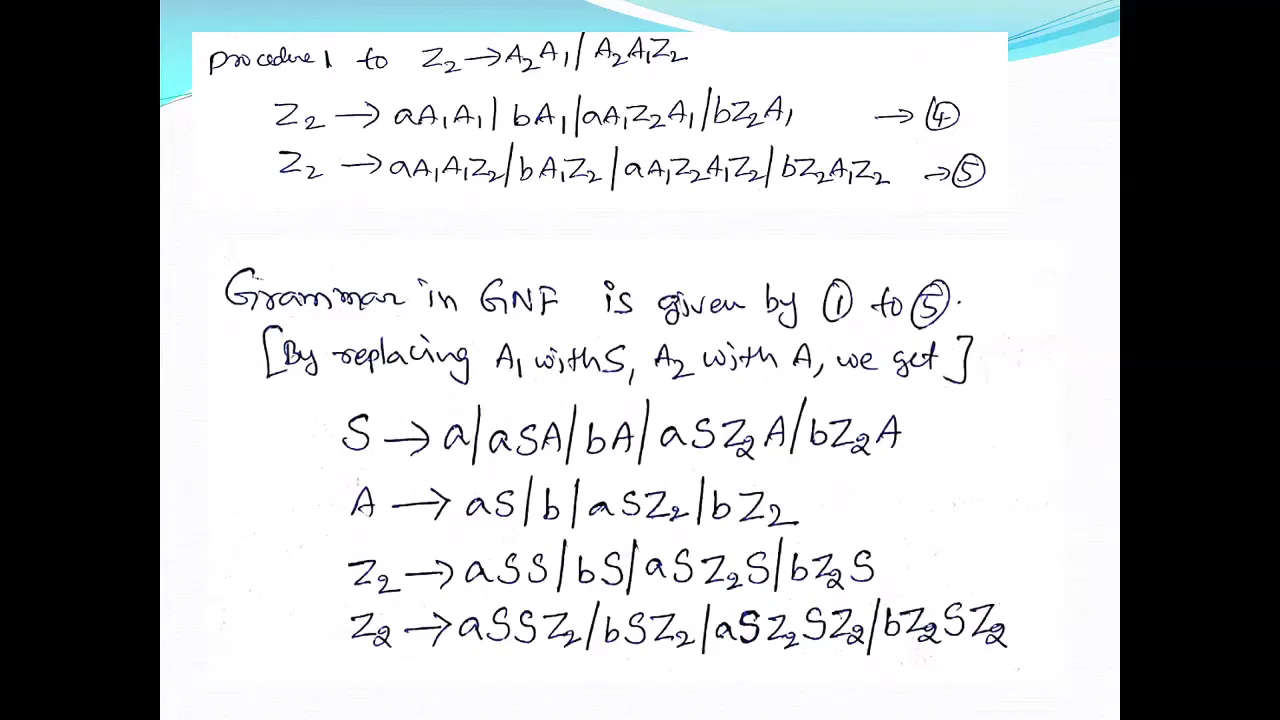 Procedure 1 to Z₂→A₂A₁/A₂A₁Z₂
Z₂ → aA₁A₁/bA₁/aA₁Z₂A₁/bZ₂A₁ → ④
Z₂ → aA₁A₁Z₂/bA₁Z₂/aA₁Z₂A₁Z₂/bZ₂A₁Z₂ → ⑤
Grammar in GNF is given by ① to ⑤.
[By replacing A₁ with S, A₂ with A, we get]
S → a/aSA/bA/aSZ₂A/bZ₂A
A → aS/b/aSZ₂/bZ₂
Z₂ → aSS/bS/aSZ₂S/bZ₂S
Z₂ → aSSZ₂/bSZ₂/aSZ₂SZ₂/bZ₂SZ₂